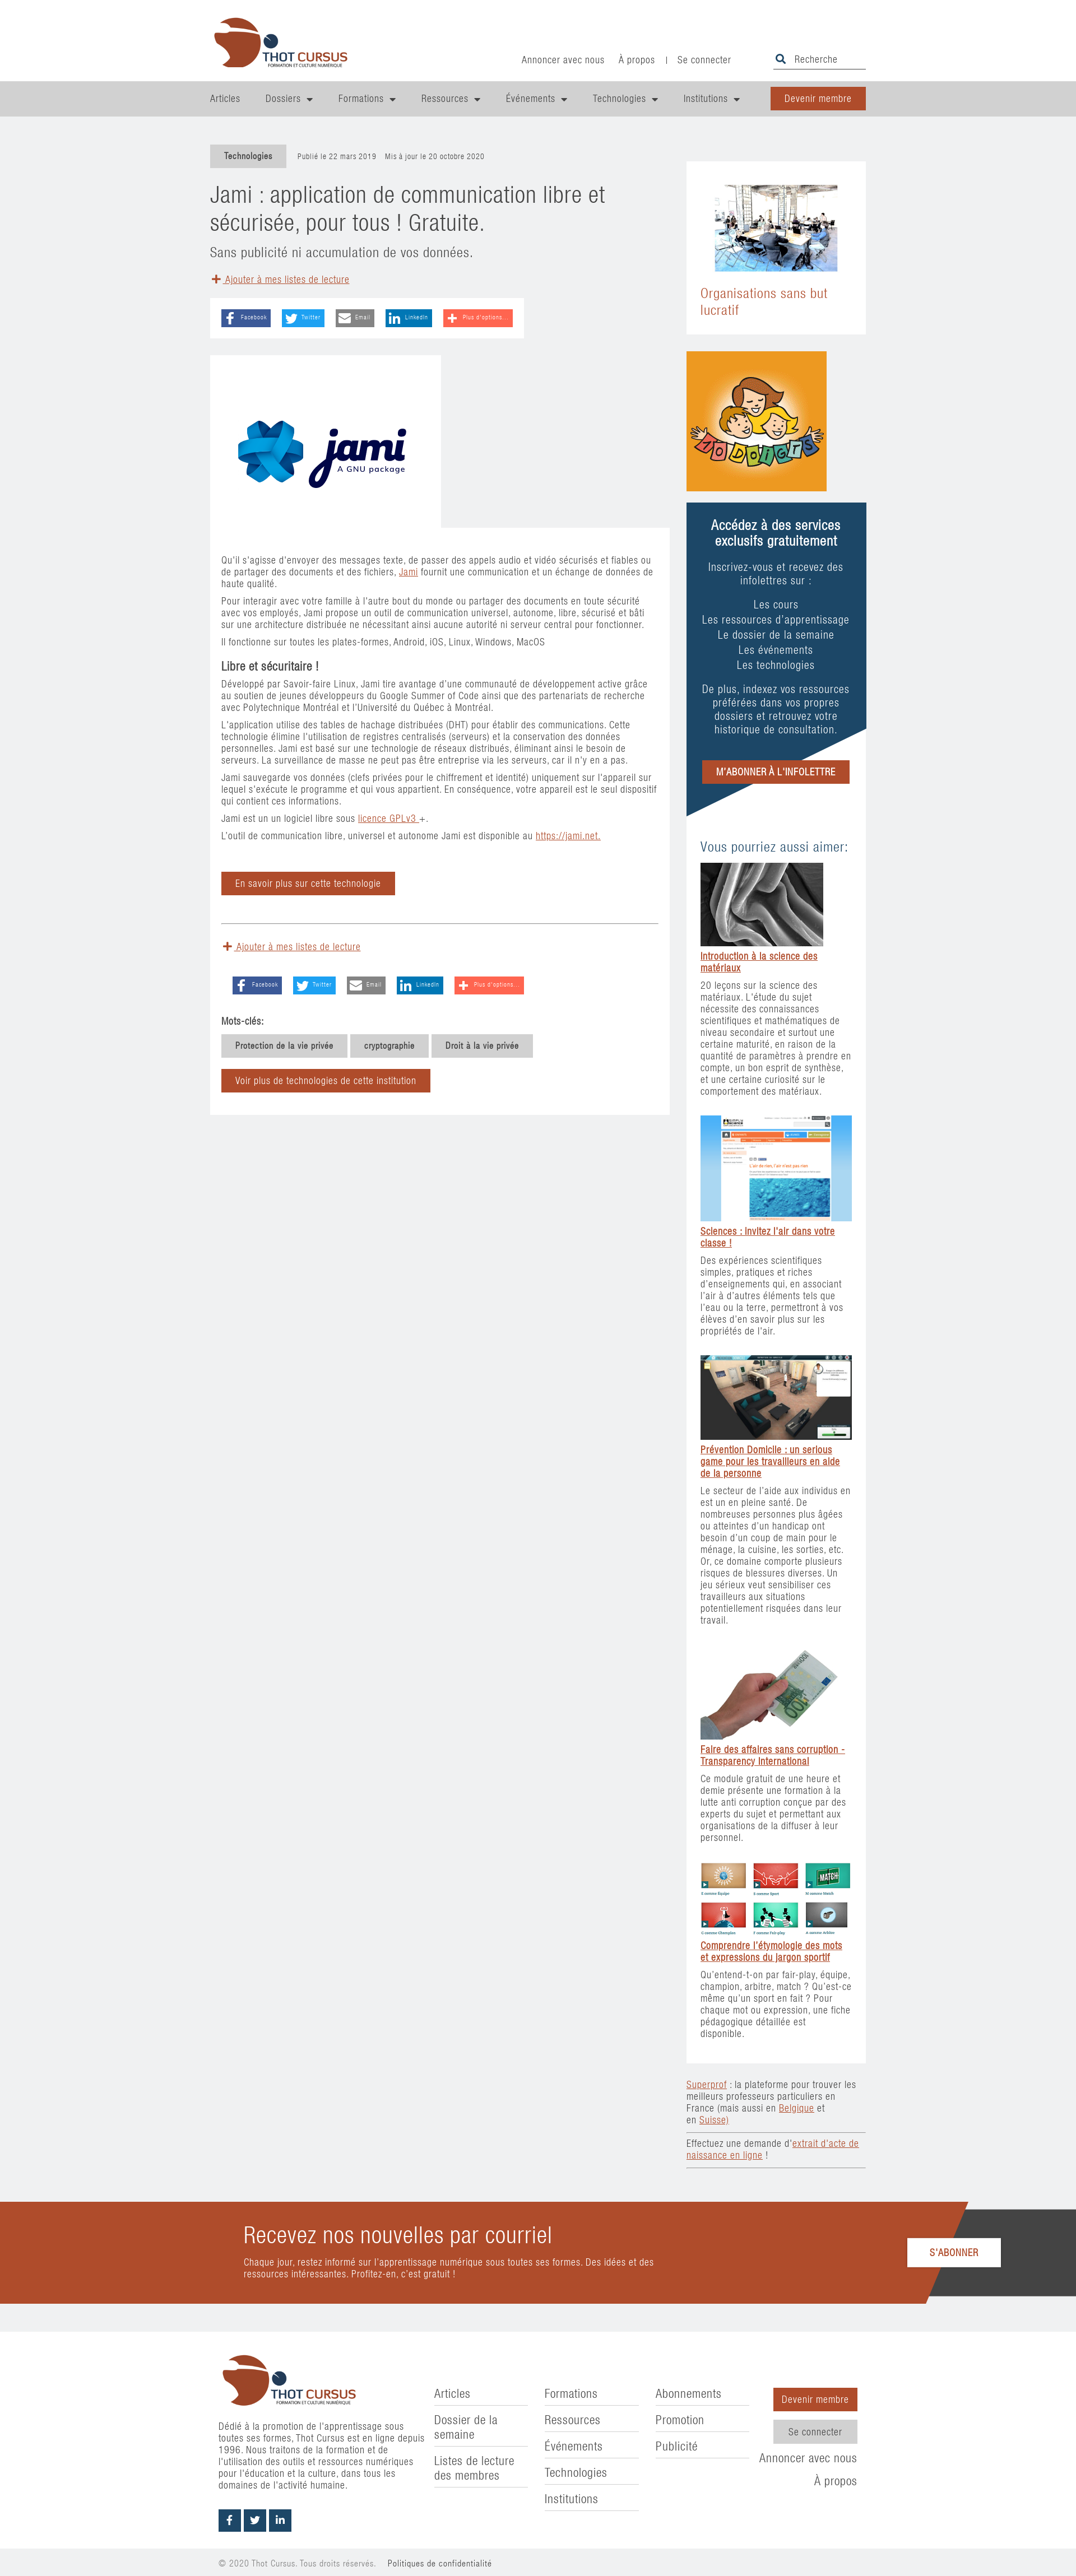 THOT CURSUS
FORMATION ET CULTURE NUMÉRIQUE
Annoncer avec nous
À propos
|
Se connecter
Recherche
Articles
Dossiers
Formations
Ressources
Événements
Technologies
Institutions
Devenir membre
Technologies
Publié le 22 mars 2019
Mis à jour le 20 octobre 2020
Jami : application de communication libre et
sécurisée, pour tous ! Gratuite.
Sans publicité ni accumulation de vos données.
Ajouter à mes listes de lecture
Facebook
Twitter
Email
LinkedIn
Plus d'options...
jami
A GNU package
Qu'il s'agisse d'envoyer des messages texte, de passer des appels audio et vidéo sécurisés et fiables ou
de partager des documents et des fichiers, Jami fournit une communication et un échange de données de
haute qualité.
Pour interagir avec votre famille à l'autre bout du monde ou partager des documents en toute sécurité
avec vos employés, Jami propose un outil de communication universel, autonome, libre, sécurisé et bâti
sur une architecture distribuée ne nécessitant ainsi aucune autorité ni serveur central pour fonctionner.
Il fonctionne sur toutes les plates-formes, Android, iOS, Linux, Windows, MacOS
Libre et sécuritaire !
Développé par Savoir-faire Linux, Jami tire avantage d'une communauté de développement active grâce
au soutien de jeunes développeurs du Google Summer of Code ainsi que des partenariats de recherche
avec Polytechnique Montréal et l'Université du Québec à Montréal.
L'application utilise des tables de hachage distribuées (DHT) pour établir des communications. Cette
technologie élimine l'utilisation de registres centralisés (serveurs) et la conservation des données
personnelles. Jami est basé sur une technologie de réseaux distribués, éliminant ainsi le besoin de
serveurs. La surveillance de masse ne peut pas être entreprise via les serveurs, car il n'y en a pas.
Jami sauvegarde vos données (clefs privées pour le chiffrement et identité) uniquement sur l'appareil sur
lequel s'exécute le programme et qui vous appartient. En conséquence, votre appareil est le seul dispositif
qui contient ces informations.
Jami est un un logiciel libre sous licence GPLv3 +.
L'outil de communication libre, universel et autonome Jami est disponible au https://jami.net.
En savoir plus sur cette technologie
Ajouter à mes listes de lecture
Facebook
Twitter
Email
LinkedIn
Plus d'options...
Mots-clés:
Protection de la vie privée
cryptographie
Droit à la vie privée
Voir plus de technologies de cette institution
Organisations sans but
lucratif
10 DOIGTS
Accédez à des services
exclusifs gratuitement
Inscrivez-vous et recevez des
infolettres sur :
Les cours
Les ressources d'apprentissage
Le dossier de la semaine
Les événements
Les technologies
De plus, indexez vos ressources
préférées dans vos propres
dossiers et retrouvez votre
historique de consultation.
M'ABONNER À L'INFOLETTRE
Vous pourriez aussi aimer:
Introduction à la science des
matériaux
20 leçons sur la science des
matériaux. L'étude du sujet
nécessite des connaissances
scientifiques et mathématiques de
niveau secondaire et surtout une
certaine maturité, en raison de la
quantité de paramètres à prendre en
compte, un bon esprit de synthèse,
et une certaine curiosité sur le
comportement des matériaux.
L'air de rien, l'air n'est pas rien
Sciences : invitez l'air dans votre
classe !
Des expériences scientifiques
simples, pratiques et riches
d'enseignements qui, en associant
l'air à d'autres éléments tels que
l'eau ou la terre, permettront à vos
élèves d'en savoir plus sur les
propriétés de l'air.
Prévention Domicile : un serious
game pour les travailleurs en aide
de la personne
Le secteur de l'aide aux individus en
est un en pleine santé. De
nombreuses personnes plus âgées
ou atteintes d'un handicap ont
besoin d'un coup de main pour le
ménage, la cuisine, les sorties, etc.
Or, ce domaine comporte plusieurs
risques de blessures diverses. Un
jeu sérieux veut sensibiliser ces
travailleurs aux situations
potentiellement risquées dans leur
travail.
100
Faire des affaires sans corruption -
Transparency International
Ce module gratuit de une heure et
demie présente une formation à la
lutte anti corruption conçue par des
experts du sujet et permettant aux
organisations de la diffuser à leur
personnel.
MATCH
E comme Équipe
S comme Sport
M comme Match
C comme Champion
F comme Fair-play
A comme Arbitre
Comprendre l'étymologie des mots
et expressions du jargon sportif
Qu'entend-t-on par fair-play, équipe,
champion, arbitre, match ? Qu'est-ce
même qu'un sport en fait ? Pour
chaque mot ou expression, une fiche
pédagogique détaillée est
disponible.
Superprof : la plateforme pour trouver les
meilleurs professeurs particuliers en
France (mais aussi en Belgique et
en Suisse)
Effectuez une demande d'extrait d'acte de
naissance en ligne !
Recevez nos nouvelles par courriel
Chaque jour, restez informé sur l'apprentissage numérique sous toutes ses formes. Des idées et des
ressources intéressantes. Profitez-en, c'est gratuit !
S'ABONNER
THOT CURSUS
FORMATION ET CULTURE NUMÉRIQUE
Dédié à la promotion de l'apprentissage sous
toutes ses formes, Thot Cursus est en ligne depuis
1996. Nous traitons de la formation et de
l'utilisation des outils et ressources numériques
pour l'éducation et la culture, dans tous les
domaines de l'activité humaine.
Articles
Dossier de la
semaine
Listes de lecture
des membres
Formations
Ressources
Événements
Technologies
Institutions
Abonnements
Promotion
Publicité
Devenir membre
Se connecter
Annoncer avec nous
À propos
© 2020 Thot Cursus. Tous droits réservés.
Politiques de confidentialité